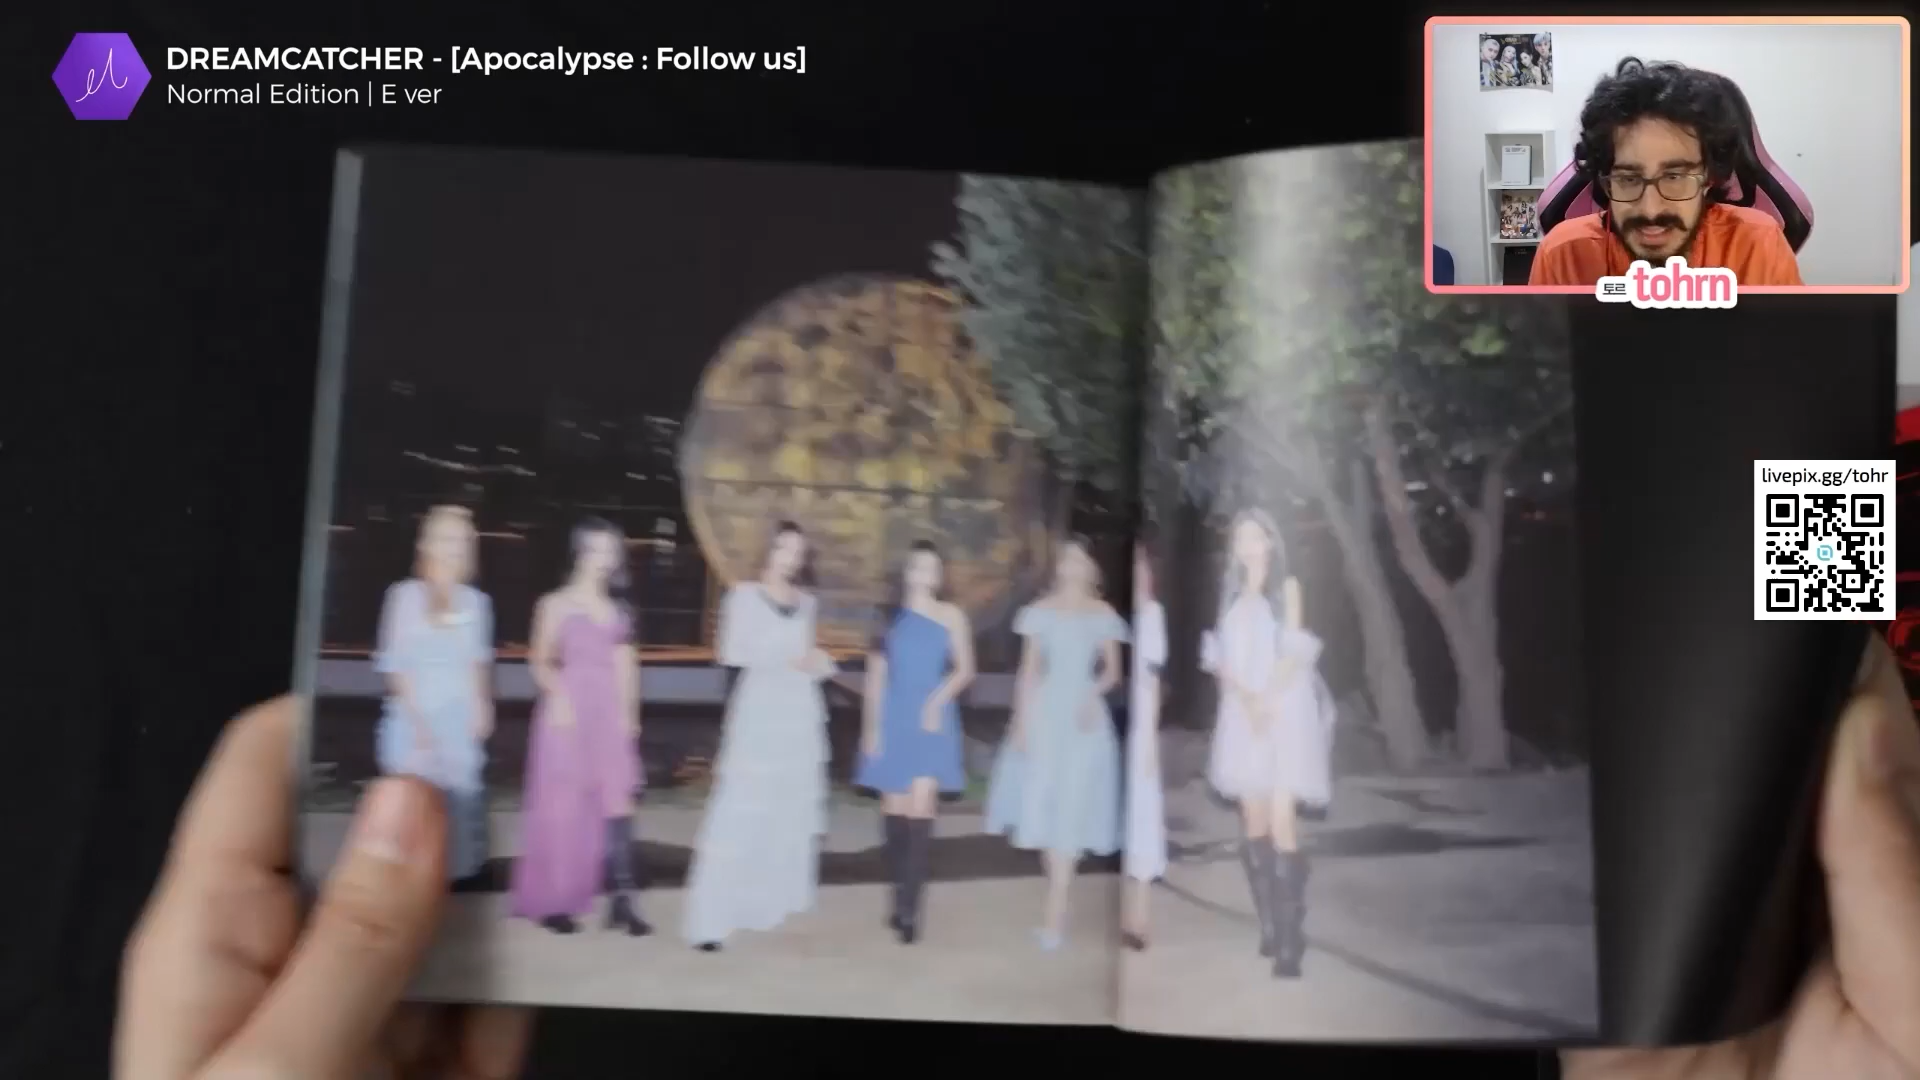 DREAMCATCHER - [Apocalypse : Follow us]
Normal Edition | E ver
토르 tohrn
livepix.gg/tohr